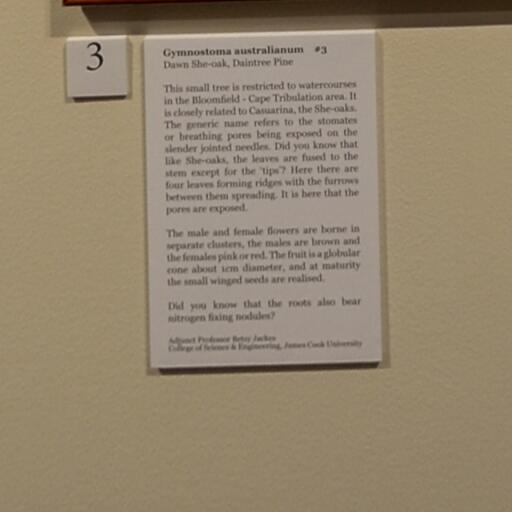 3
Gymnostoma australianum #3
Dawn She-oak, Daintree Pine
This small tree is restricted to watercourses
in the Bloomfield - Cape Tribulation area. It
is closely related to Casuarina, the She-oaks.
The generic name refers to the stomates
or breathing pores being exposed on the
slender jointed needles. Did you know that
like She-oaks, the leaves are fused to the
stem except for the 'tips'? Here there are
four leaves forming ridges with the furrows
between them spreading. It is here that the
pores are exposed.
The male and female flowers are borne in
separate clusters, the males are brown and
the females pink or red. The fruit is a globular
cone about 1cm diameter, and at maturity
the small winged seeds are realised.
Did you know that the roots also bear
nitrogen fixing nodules?
Adjunct Professor Betsy Jackes
College of Science & Engineering, James Cook University